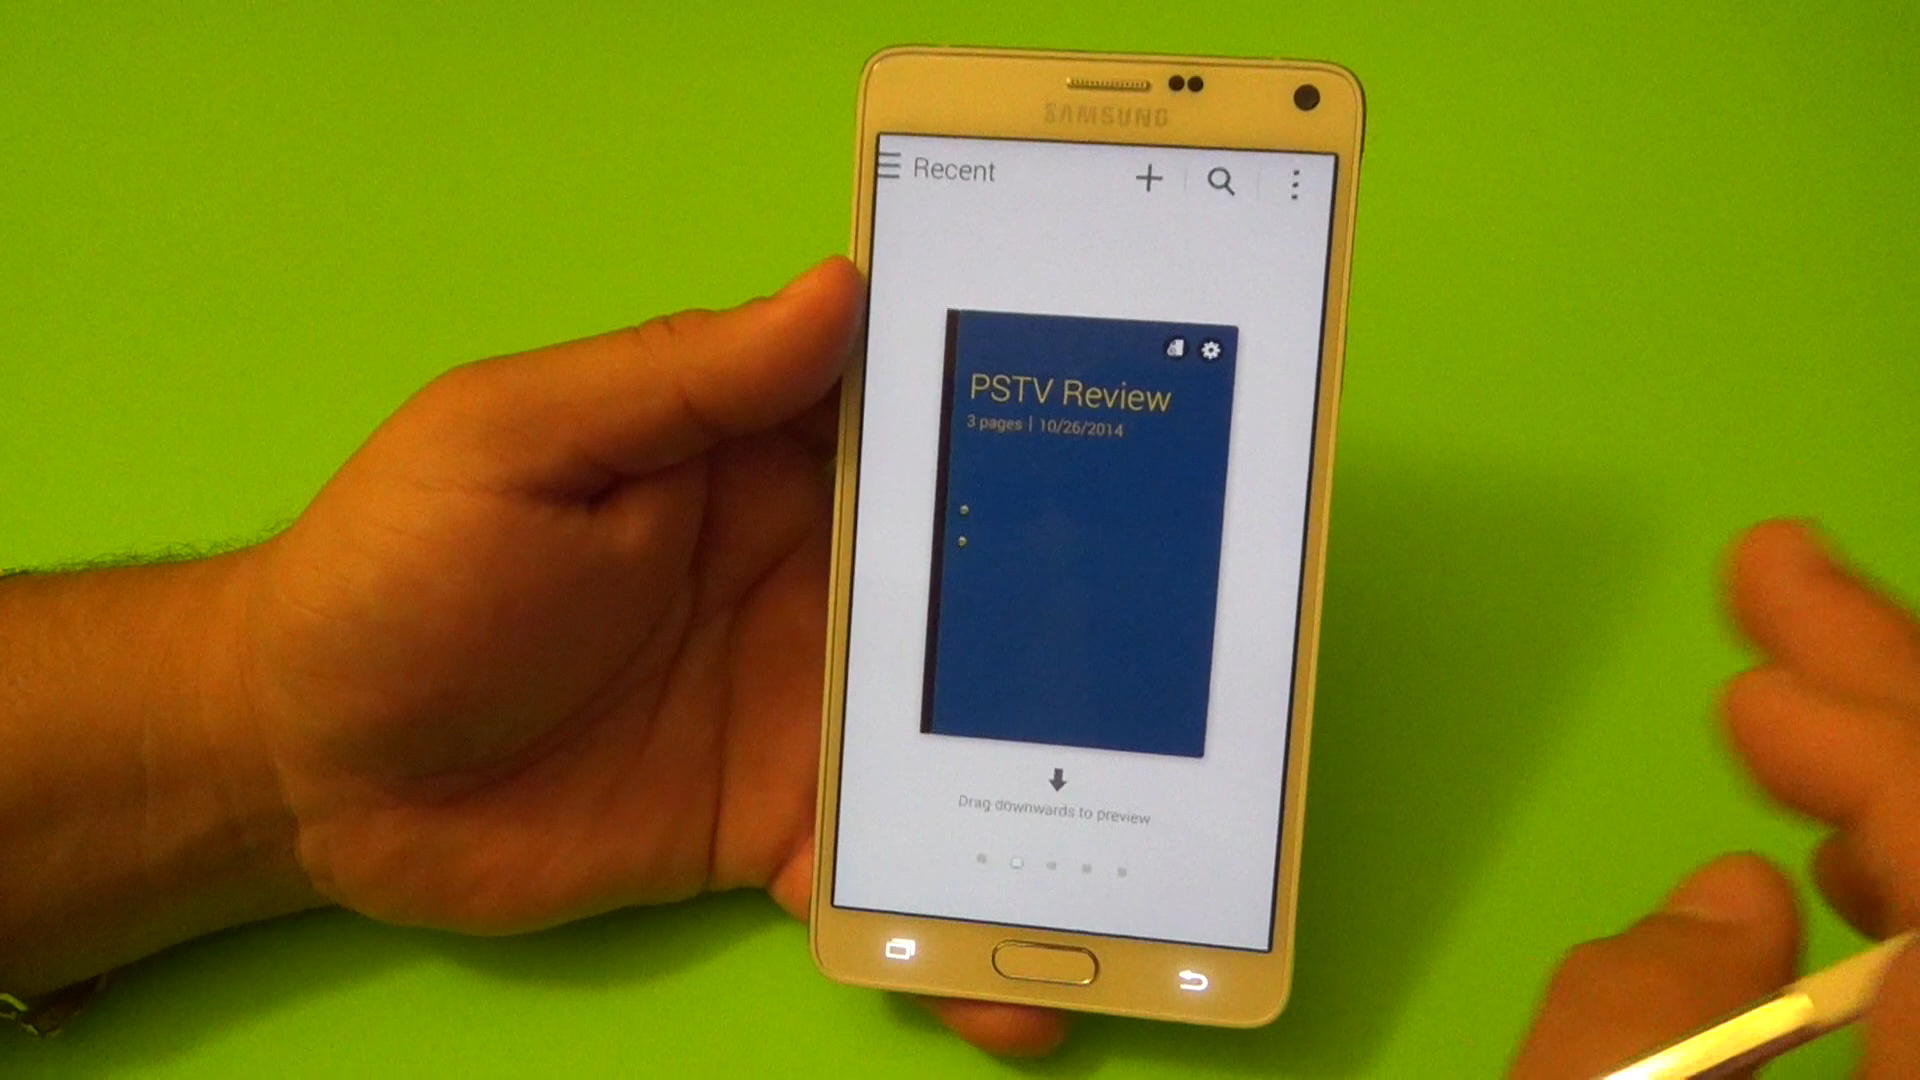 SAMSUNG
Recent
PSTV Review
3 pages | 10/26/2014
Drag downwards to preview